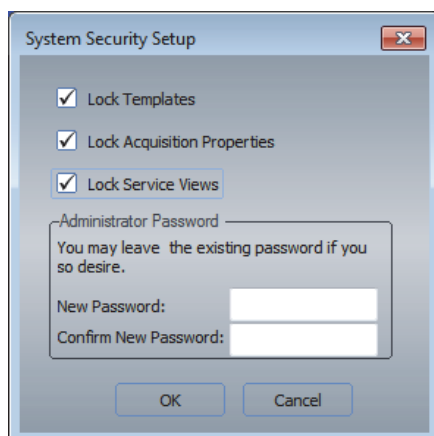 System Security Setup
Lock Templates
Lock Acquisition Properties
Lock Service Views
Administrator Password
You may leave the existing password if you
so desire.
New Password:
Confirm New Password:
OK Cancel